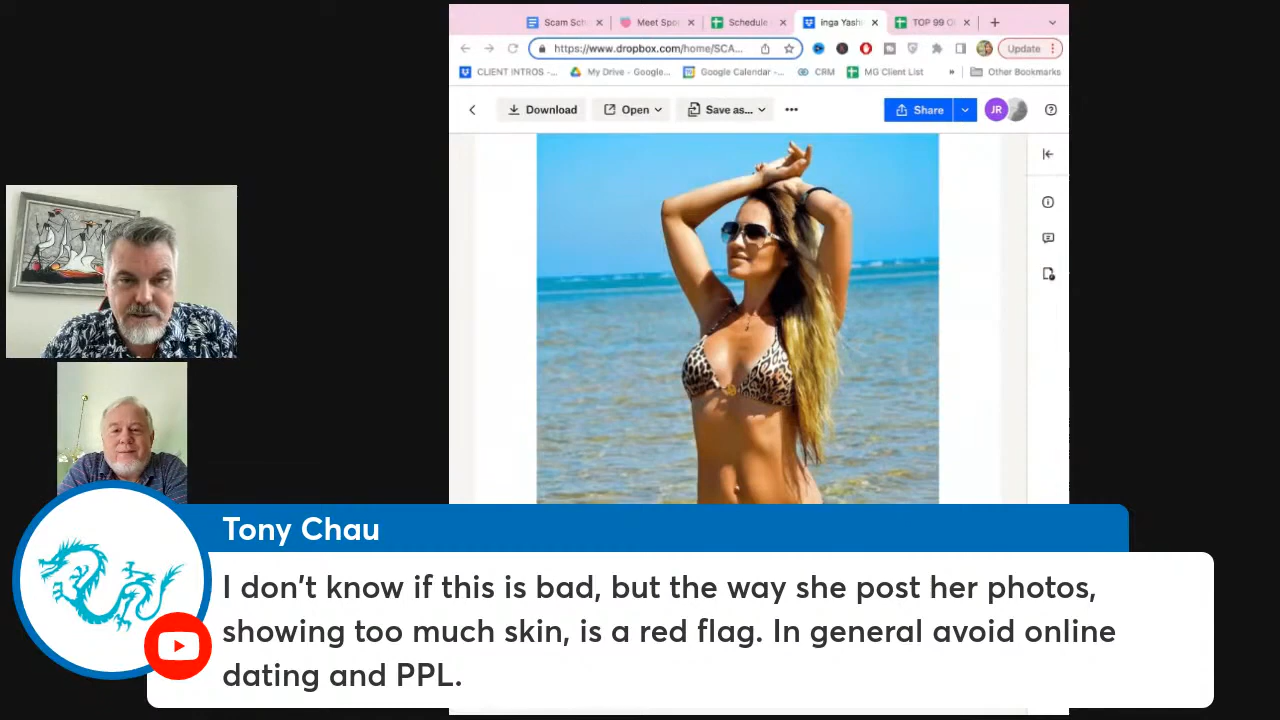 Scam Sch
Meet Spo
Schedule
inga Yash
TOP 99 O
https://www.dropbox.com/home/SCA...
Update
CLIENT INTROS -...
My Drive - Google...
Google Calendar -...
CRM
MG Client List
»
Other Bookmarks
Download
Open
Save as...
Share
JR
Tony Chau
I don't know if this is bad, but the way she post her photos,
showing too much skin, is a red flag. In general avoid online
dating and PPL.